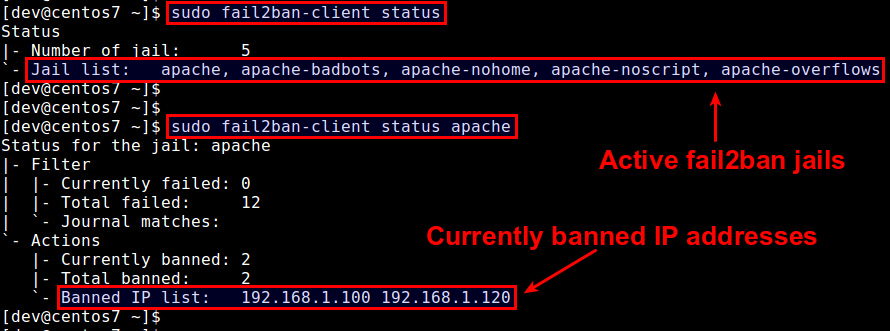 [dev@centos7 ~]$ sudo fail2ban-client status
Status
|- Number of jail:      5
`- Jail list:   apache, apache-badbots, apache-nohome, apache-noscript, apache-overflows
[dev@centos7 ~]$
[dev@centos7 ~]$
[dev@centos7 ~]$ sudo fail2ban-client status apache
Status for the jail: apache
Active fail2ban jails
|- Filter
|  |- Currently failed: 0
|  |- Total failed:     12
|  `- Journal matches:
`- Actions
Currently banned IP addresses
   |- Currently banned: 2
   |- Total banned:     2
   `- Banned IP list:   192.168.1.100 192.168.1.120
[dev@centos7 ~]$